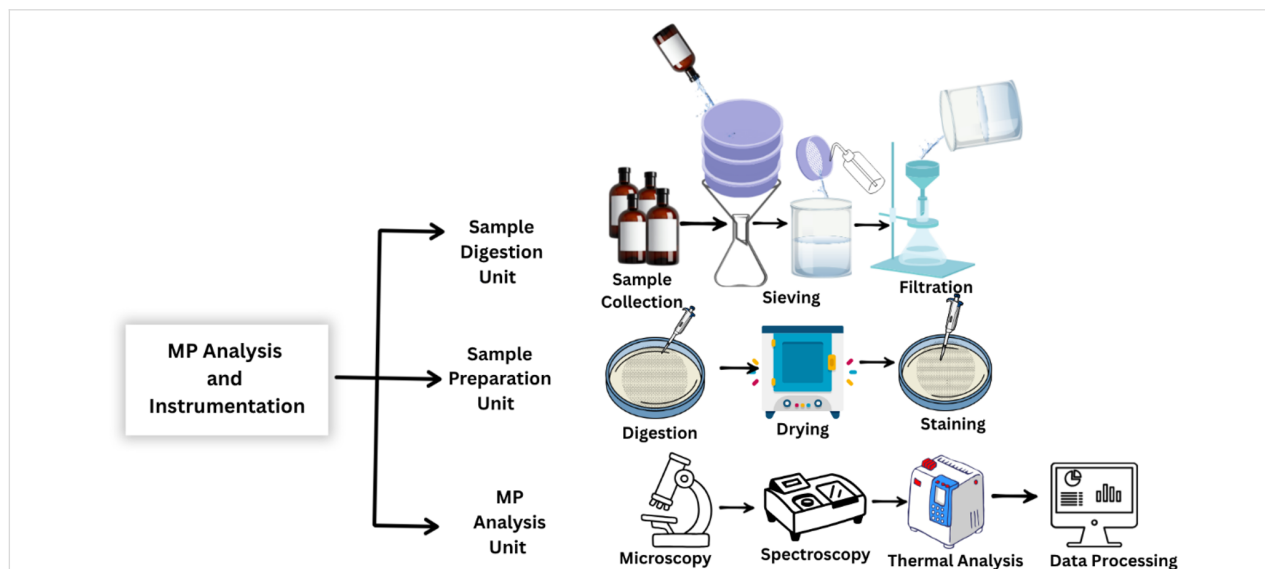 MP Analysis
and
Instrumentation
Sample
Digestion
Unit
Sample
Collection
Sieving
Filtration
Sample
Preparation
Unit
Digestion
Drying
Staining
MP
Analysis
Unit
Microscopy
Spectroscopy
Thermal Analysis
Data Processing